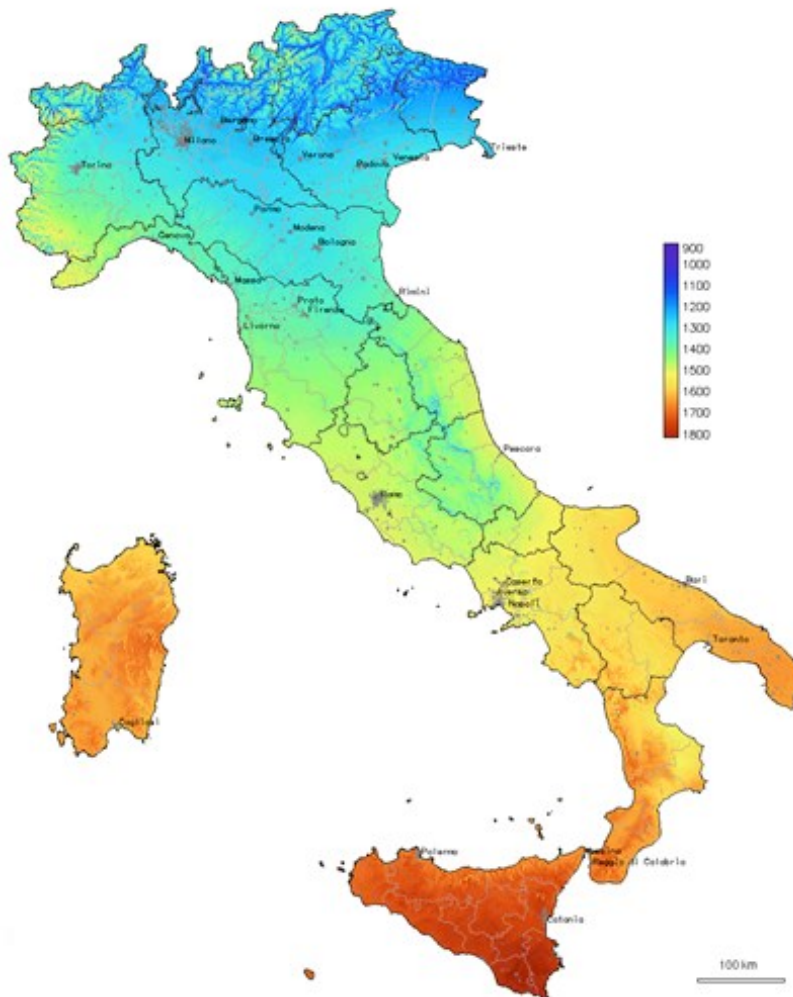 Bergamo
Milano
Brescia
Trieste
Verona
Venezia
Padova
Torino
Parma
Modena
Genova
Bologna
900
1000
1100
1200
1300
1400
1500
1600
1700
1800
Massa
Rimini
Prato
Firenze
Livorno
Pescara
Roma
Bari
Caserta
Napoli
Taranto
Cagliari
Palermo
Messina
Reggio di Calabria
Catania
100 km